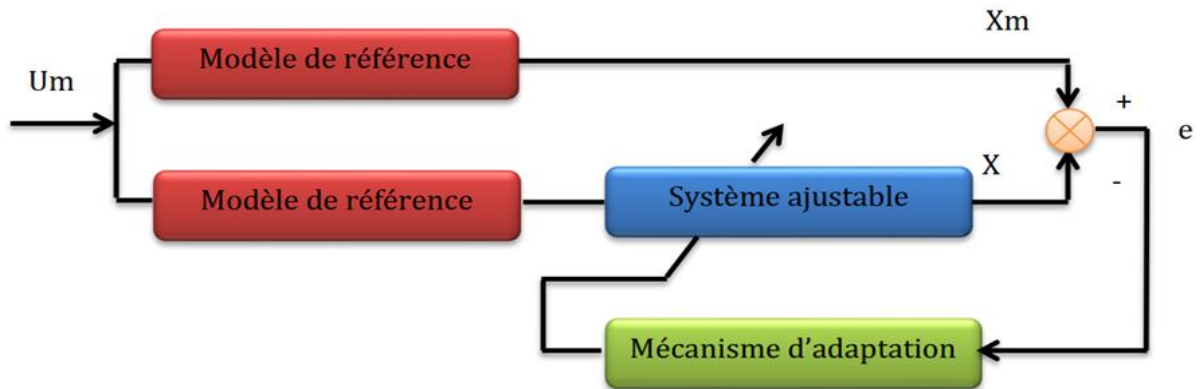 Xm
Modèle de référence
Um
+
e
X
-
Modèle de référence
Système ajustable
Mécanisme d’adaptation